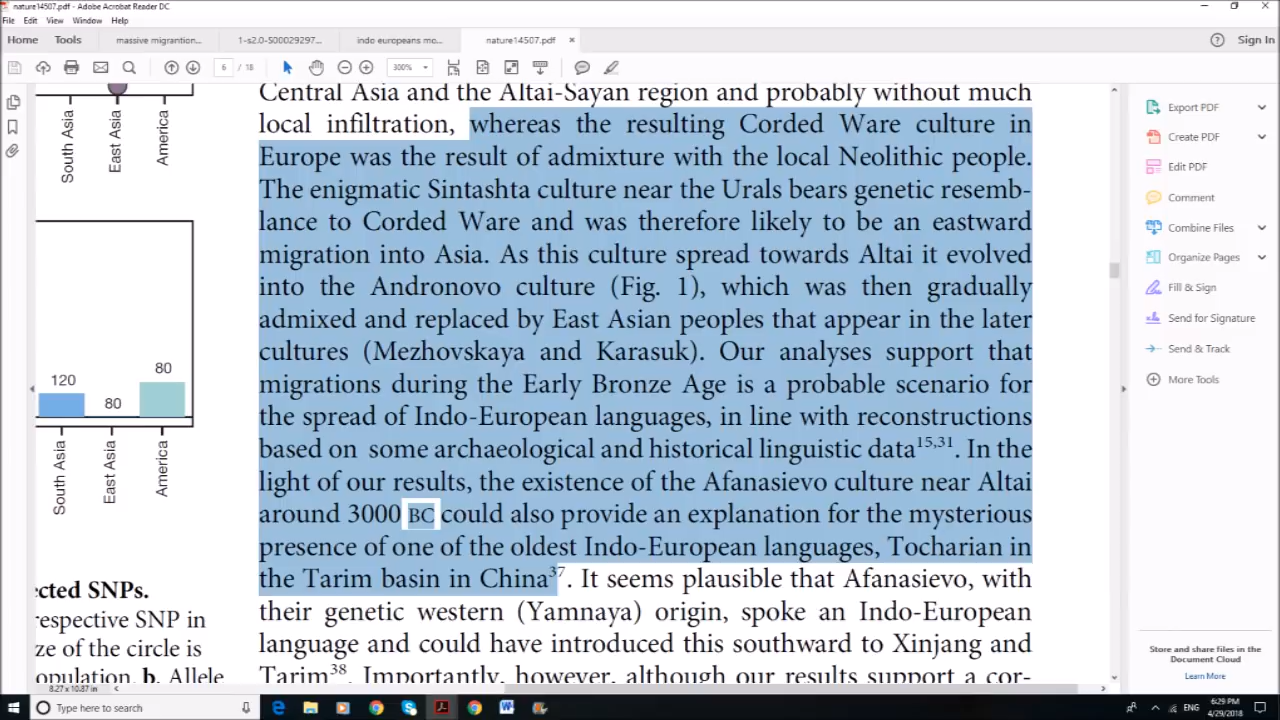 nature14507.pdf - Adobe Acrobat Reader DC
File Edit View Window Help
Home Tools massive migrantion... 1-s2.0-S00029297... indo europeans mo... nature14507.pdf × Sign In
6 / 18 300%
Central Asia and the Altai-Sayan region and probably without much
local infiltration, whereas the resulting Corded Ware culture in
Europe was the result of admixture with the local Neolithic people.
The enigmatic Sintashta culture near the Urals bears genetic resemb-
lance to Corded Ware and was therefore likely to be an eastward
migration into Asia. As this culture spread towards Altai it evolved
into the Andronovo culture (Fig. 1), which was then gradually
admixed and replaced by East Asian peoples that appear in the later
cultures (Mezhovskaya and Karasuk). Our analyses support that
migrations during the Early Bronze Age is a probable scenario for
the spread of Indo-European languages, in line with reconstructions
based on some archaeological and historical linguistic data15,31. In the
light of our results, the existence of the Afanasievo culture near Altai
around 3000 BC could also provide an explanation for the mysterious
presence of one of the oldest Indo-European languages, Tocharian in
the Tarim basin in China37. It seems plausible that Afanasievo, with
their genetic western (Yamnaya) origin, spoke an Indo-European
language and could have introduced this southward to Xinjang and
Tarim38. Importantly, however, although our results support a cor-
South Asia
East Asia
America
120
80
80
South Asia
East Asia
America
ected SNPs.
respective SNP in
ze of the circle is
opulation. b, Allele
8.27 x 10.87 in
Export PDF
Create PDF
Edit PDF
Comment
Combine Files
Organize Pages
Fill & Sign
Send for Signature
Send & Track
More Tools
Store and share files in the
Document Cloud
Learn More
Type here to search
ENG
6:29 PM
4/29/2018